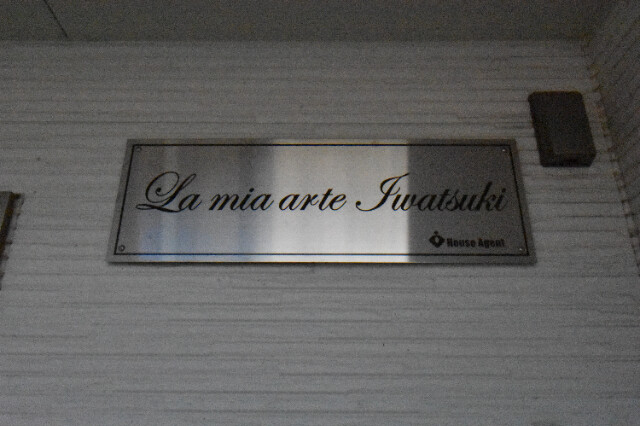 La mia arte Iwatsuki
House Agent